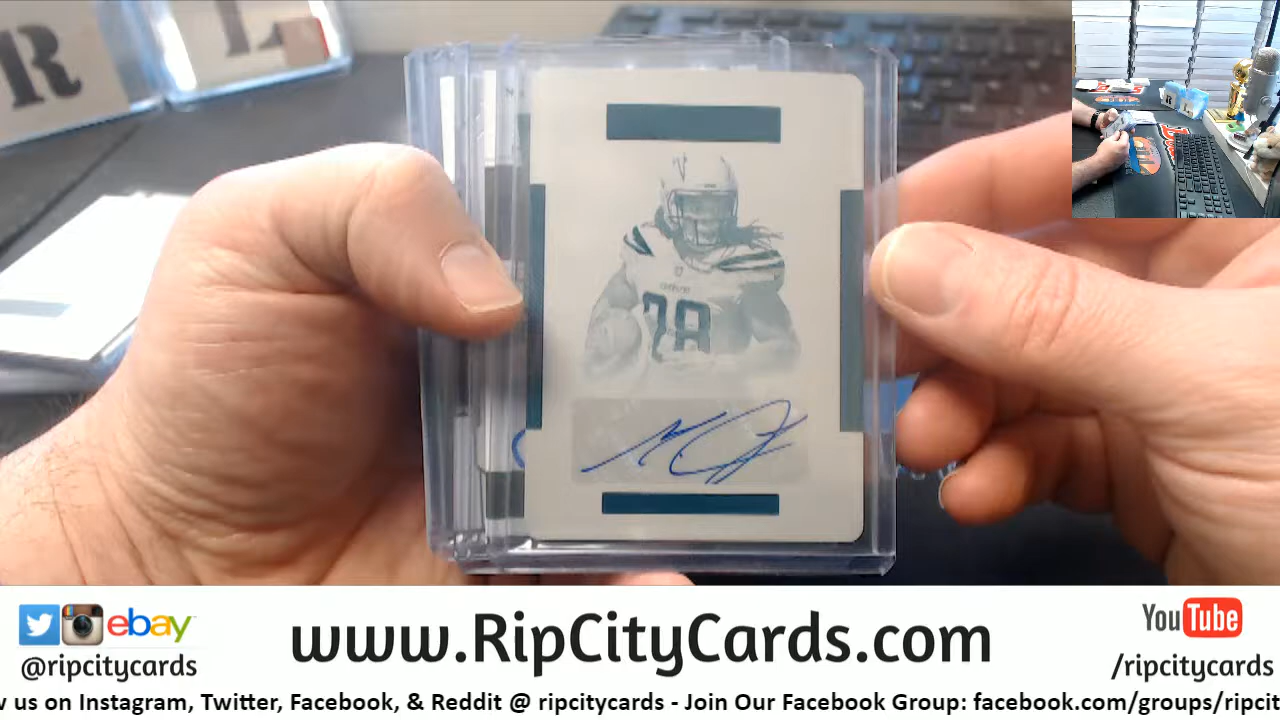 R L
28
ebay
@ripcitycards
www.RipCityCards.com
YouTube
/ripcitycards
w us on Instagram, Twitter, Facebook, & Reddit @ ripcitycards - Join Our Facebook Group: facebook.com/groups/ripcit